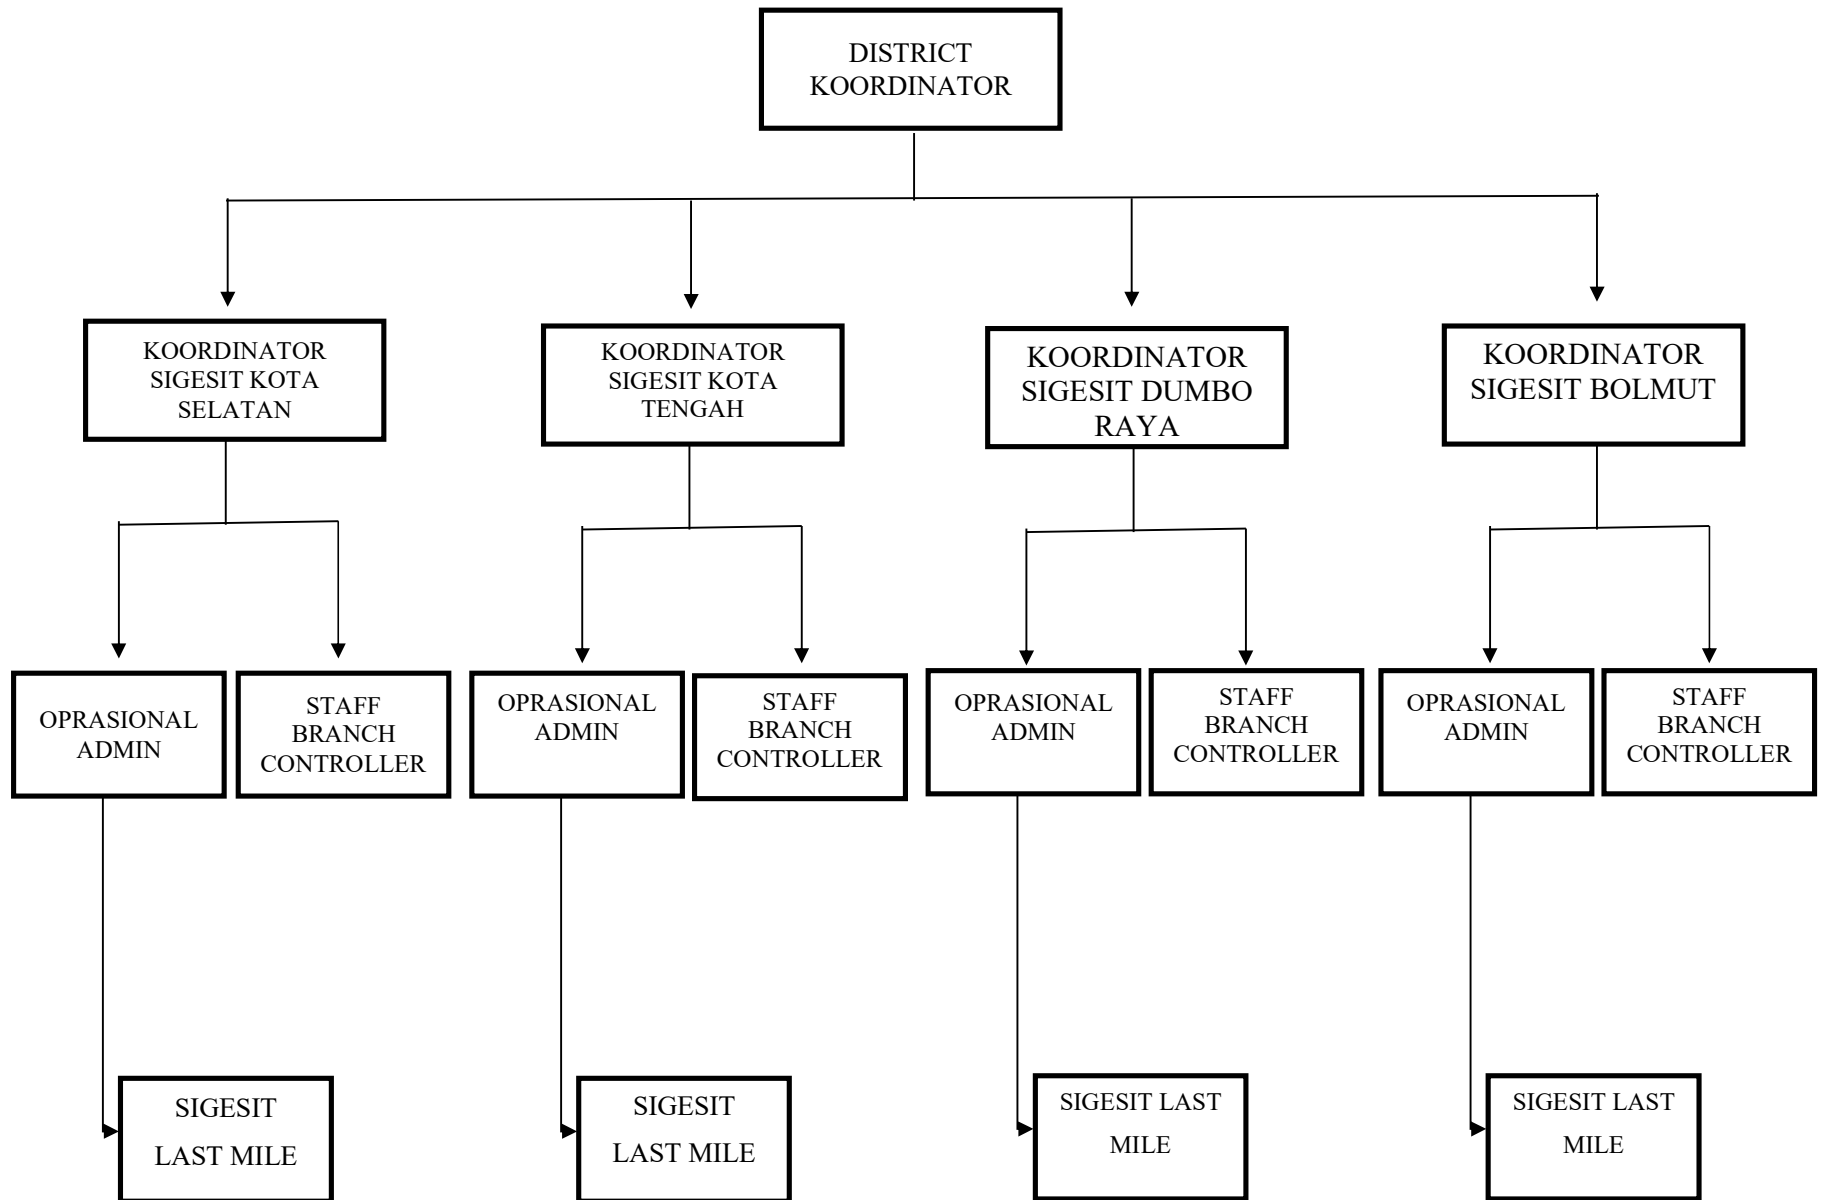 DISTRICT
KOORDINATOR
KOORDINATOR
SIGESIT KOTA
SELATAN
KOORDINATOR
SIGESIT KOTA
TENGAH
KOORDINATOR
SIGESIT DUMBO
RAYA
KOORDINATOR
SIGESIT BOLMUT
OPRASIONAL
ADMIN
STAFF
BRANCH
CONTROLLER
OPRASIONAL
ADMIN
STAFF
BRANCH
CONTROLLER
OPRASIONAL
ADMIN
STAFF
BRANCH
CONTROLLER
OPRASIONAL
ADMIN
STAFF
BRANCH
CONTROLLER
SIGESIT
LAST MILE
SIGESIT
LAST MILE
SIGESIT LAST
MILE
SIGESIT LAST
MILE